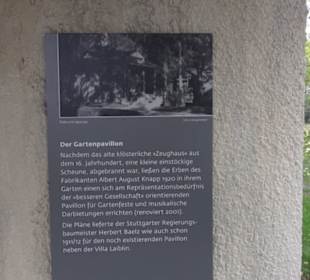 Der Gartenpavillon
Nachdem das alte klösterliche »Zeughaus« aus
dem 16. Jahrhundert, eine kleine einstöckige
Scheune, abgebrannt war, ließen die Erben des
Fabrikanten Albert August Knapp 1920 in ihrem
Garten einen sich am Repräsentationsbedürfnis
der »besseren Gesellschaft« orientierenden
Pavillon für Gartenfeste und musikalische
Darbietungen errichten (renoviert 2001).
Die Pläne lieferte der Stuttgarter Regierungs-
baumeister Herbert Baelz wie auch schon
1911/12 für den noch existierenden Pavillon
neben der Villa Laiblin.